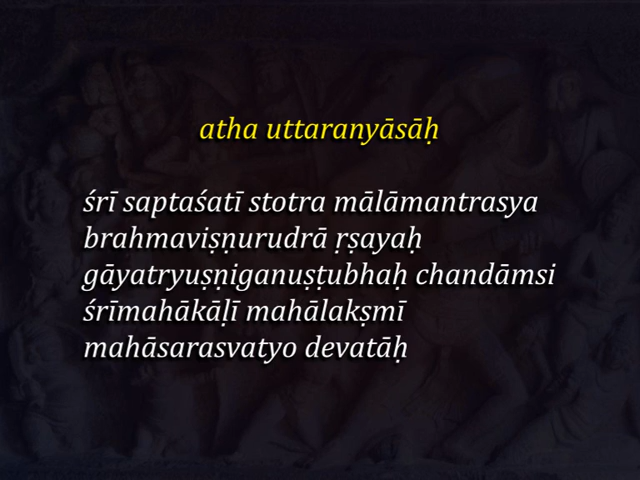 atha uttaranyāsāḥ
śrī saptaśatī stotra mālāmantrasya
brahmaviṣṇurudrā ṛṣayaḥ
gāyatryuṣṇiganuṣṭubhaḥ chandāmsi
śrīmahākāḷī mahālakṣmī
mahāsarasvatyo devatāḥ